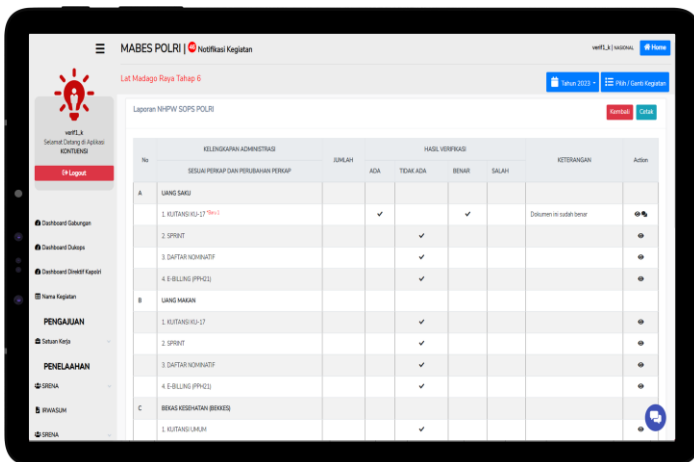 MABES POLRI | 46 Notifikasi Kegiatan
verif1_k | NASIONAL
Home
Lat Madago Raya Tahap 6
Tahun 2023
Pilih / Ganti Kegiatan
Laporan NHPW SOPS POLRI
Kembali
Cetak
verif1_k
Selamat Datang di Aplikasi
KONTIJENSI
Logout
Dashboard Gabungan
Dashboard Dukops
Dashboard Direktif Kapolri
Nama Kegiatan
PENGAJUAN
Satuan Kerja
PENELAAHAN
SRENA
IRWASUM
SRENA
No KELENGKAPAN ADMINISTRASI JUMLAH HASIL VERIFIKASI KETERANGAN Action
SESUAI PERKAP DAN PERUBAHAN PERKAP ADA TIDAK ADA BENAR SALAH
A UANG SAKU
1. KUITANSI KU-17 Dokumen ini sudah benar
2. SPRINT
3. DAFTAR NOMINATIF
4. E-BILLING (PPH21)
B UANG MAKAN
1. KUITANSI KU-17
2. SPRINT
3. DAFTAR NOMINATIF
4. E-BILLING (PPH21)
C BEKAS KESEHATAN (BEKKES)
1. KUITANSI UMUM